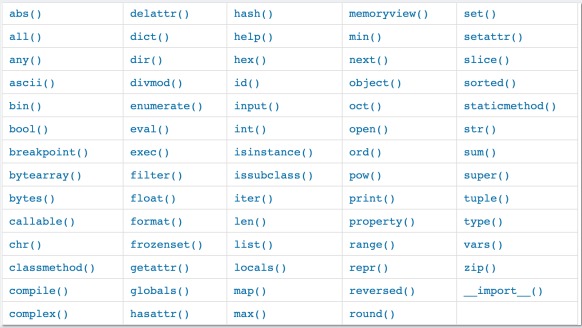 abs() delattr() hash() memoryview() set()
all() dict() help() min() setattr()
any() dir() hex() next() slice()
ascii() divmod() id() object() sorted()
bin() enumerate() input() oct() staticmethod()
bool() eval() int() open() str()
breakpoint() exec() isinstance() ord() sum()
bytearray() filter() issubclass() pow() super()
bytes() float() iter() print() tuple()
callable() format() len() property() type()
chr() frozenset() list() range() vars()
classmethod() getattr() locals() repr() zip()
compile() globals() map() reversed() __import__()
complex() hasattr() max() round()